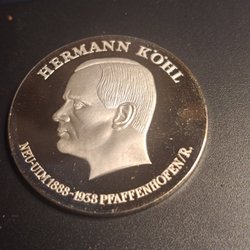 HERMANN KÖHL
NEU-ULM 1888-1938 PFAFFENHOFEN/R.